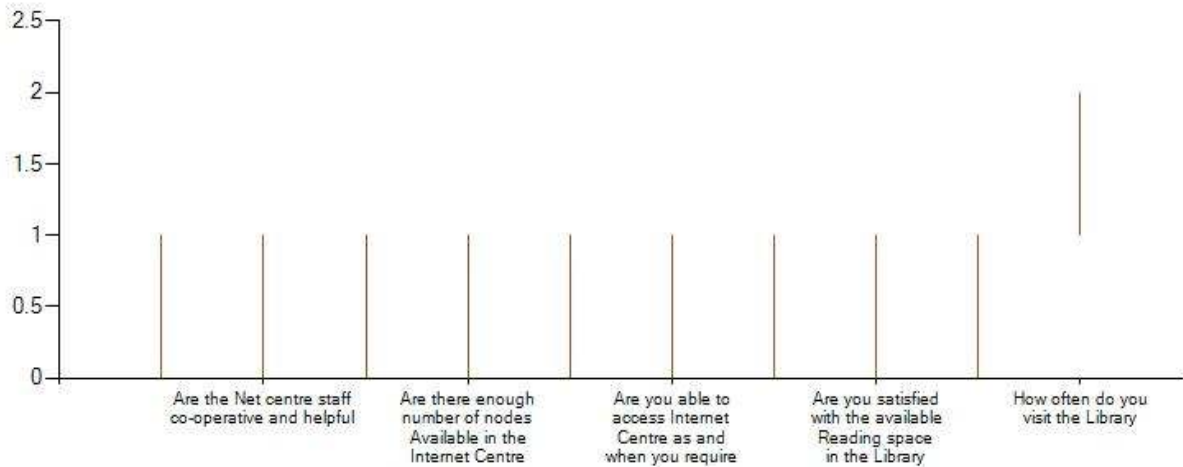 2.5
2
1.5
1
0.5
0
Are the Net centre staff
co-operative and helpful
Are there enough
number of nodes
Available in the
Internet Centre
Are you able to
access Internet
Centre as and
when you require
Are you satisfied
with the available
Reading space
in the Library
How often do you
visit the Library